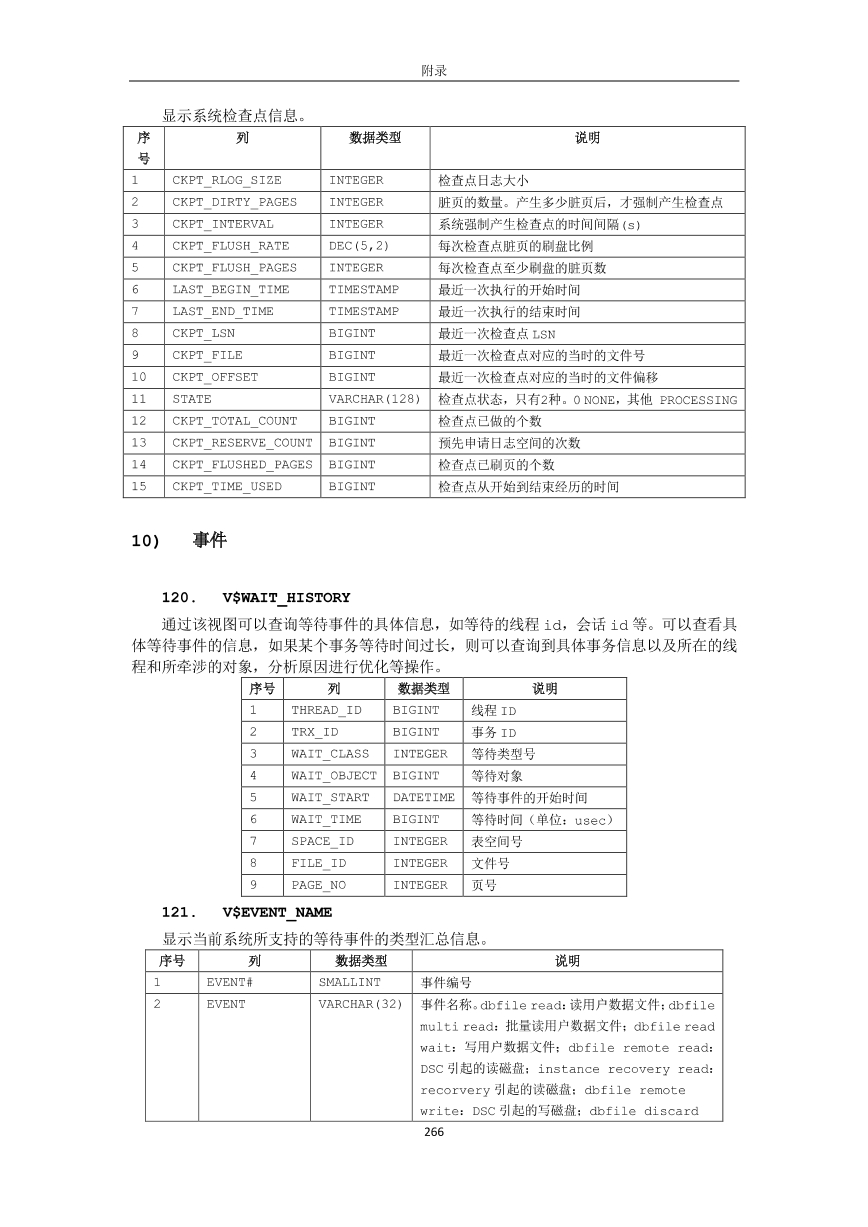 附录
显示系统检查点信息。
序号 列 数据类型 说明
1 CKPT_RLOG_SIZE INTEGER 检查点日志大小
2 CKPT_DIRTY_PAGES INTEGER 脏页的数量。产生多少脏页后，才强制产生检查点
3 CKPT_INTERVAL INTEGER 系统强制产生检查点的时间间隔(s)
4 CKPT_FLUSH_RATE DEC(5,2) 每次检查点脏页的刷盘比例
5 CKPT_FLUSH_PAGES INTEGER 每次检查点至少刷盘的脏页数
6 LAST_BEGIN_TIME TIMESTAMP 最近一次执行的开始时间
7 LAST_END_TIME TIMESTAMP 最近一次执行的结束时间
8 CKPT_LSN BIGINT 最近一次检查点 LSN
9 CKPT_FILE BIGINT 最近一次检查点对应的当时的文件号
10 CKPT_OFFSET BIGINT 最近一次检查点对应的当时的文件偏移
11 STATE VARCHAR(128) 检查点状态，只有2种。0 NONE，其他 PROCESSING
12 CKPT_TOTAL_COUNT BIGINT 检查点已做的个数
13 CKPT_RESERVE_COUNT BIGINT 预先申请日志空间的次数
14 CKPT_FLUSHED_PAGES BIGINT 检查点已刷页的个数
15 CKPT_TIME_USED BIGINT 检查点从开始到结束经历的时间
10) 事件
120. V$WAIT_HISTORY
通过该视图可以查询等待事件的具体信息，如等待的线程 id，会话 id 等。可以查看具
体等待事件的信息，如果某个事务等待时间过长，则可以查询到具体事务信息以及所在的线
程和所牵涉的对象，分析原因进行优化等操作。
序号 列 数据类型 说明
1 THREAD_ID BIGINT 线程 ID
2 TRX_ID BIGINT 事务 ID
3 WAIT_CLASS INTEGER 等待类型号
4 WAIT_OBJECT BIGINT 等待对象
5 WAIT_START DATETIME 等待事件的开始时间
6 WAIT_TIME BIGINT 等待时间（单位：usec）
7 SPACE_ID INTEGER 表空间号
8 FILE_ID INTEGER 文件号
9 PAGE_NO INTEGER 页号
121. V$EVENT_NAME
显示当前系统所支持的等待事件的类型汇总信息。
序号 列 数据类型 说明
1 EVENT# SMALLINT 事件编号
2 EVENT VARCHAR(32) 事件名称。dbfile read：读用户数据文件；dbfile
multi read：批量读用户数据文件；dbfile read
wait：写用户数据文件；dbfile remote read：
DSC 引起的读磁盘；instance recovery read：
recorvery 引起的读磁盘；dbfile remote
write：DSC 引起的写磁盘；dbfile discard
266